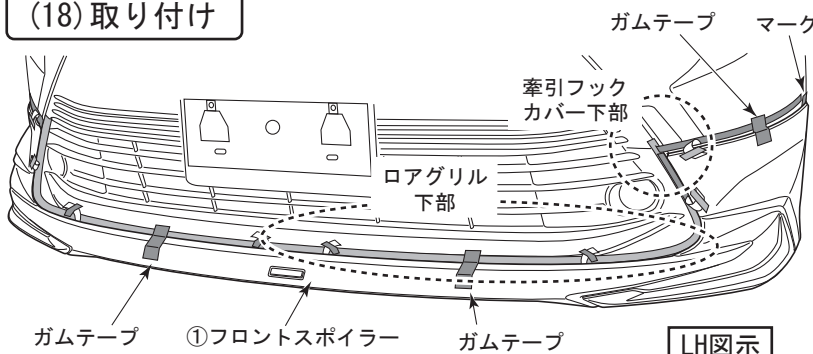 (18)取り付け
ガムテープ
マーク
牽引フック
カバー下部
ロアグリル
下部
ガムテープ
①フロントスポイラー
ガムテープ
LH図示